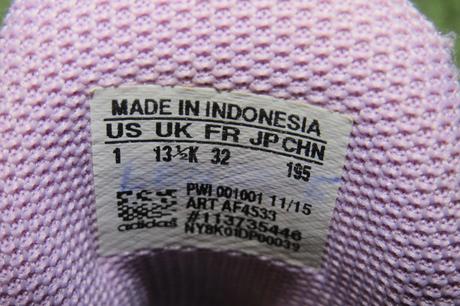 MADE IN INDONESIA
US UK FR JP CHN
1 13½K 32 195
PWI 001001 11/15
ART AF4533
#113735446
adidas NY8K01DP00039